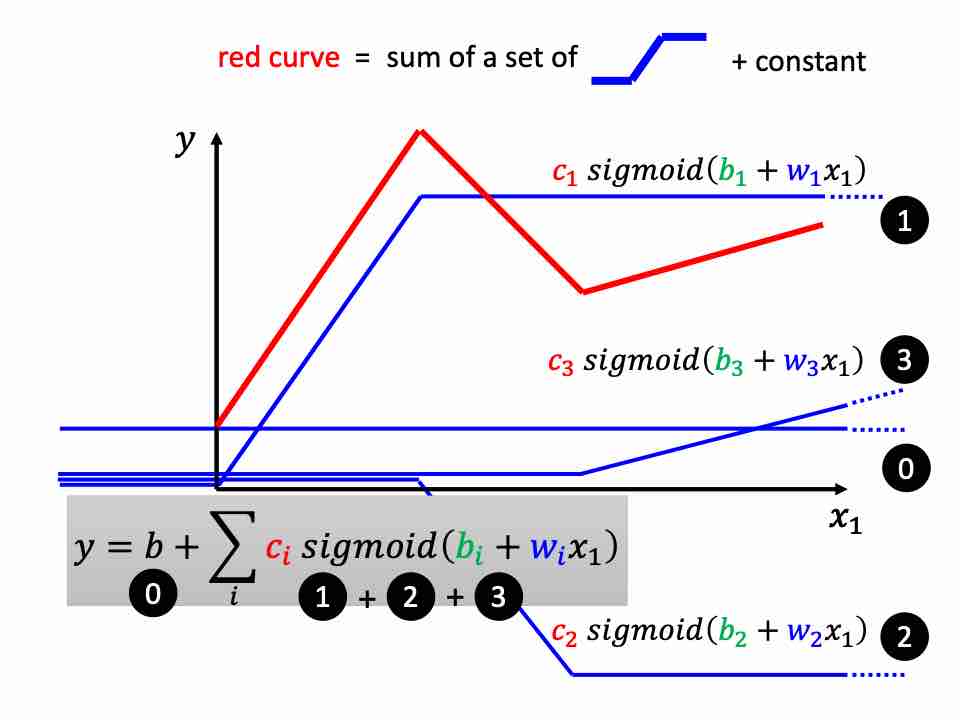 red curve = sum of a set of + constant
y
c₁ sigmoid(b₁ + w₁x₁)
1
c₃ sigmoid(b₃ + w₃x₁)
3
0
x₁
y = b + ∑ᵢ cᵢ sigmoid(bᵢ + wᵢx₁)
0 1 + 2 + 3
c₂ sigmoid(b₂ + w₂x₁)
2